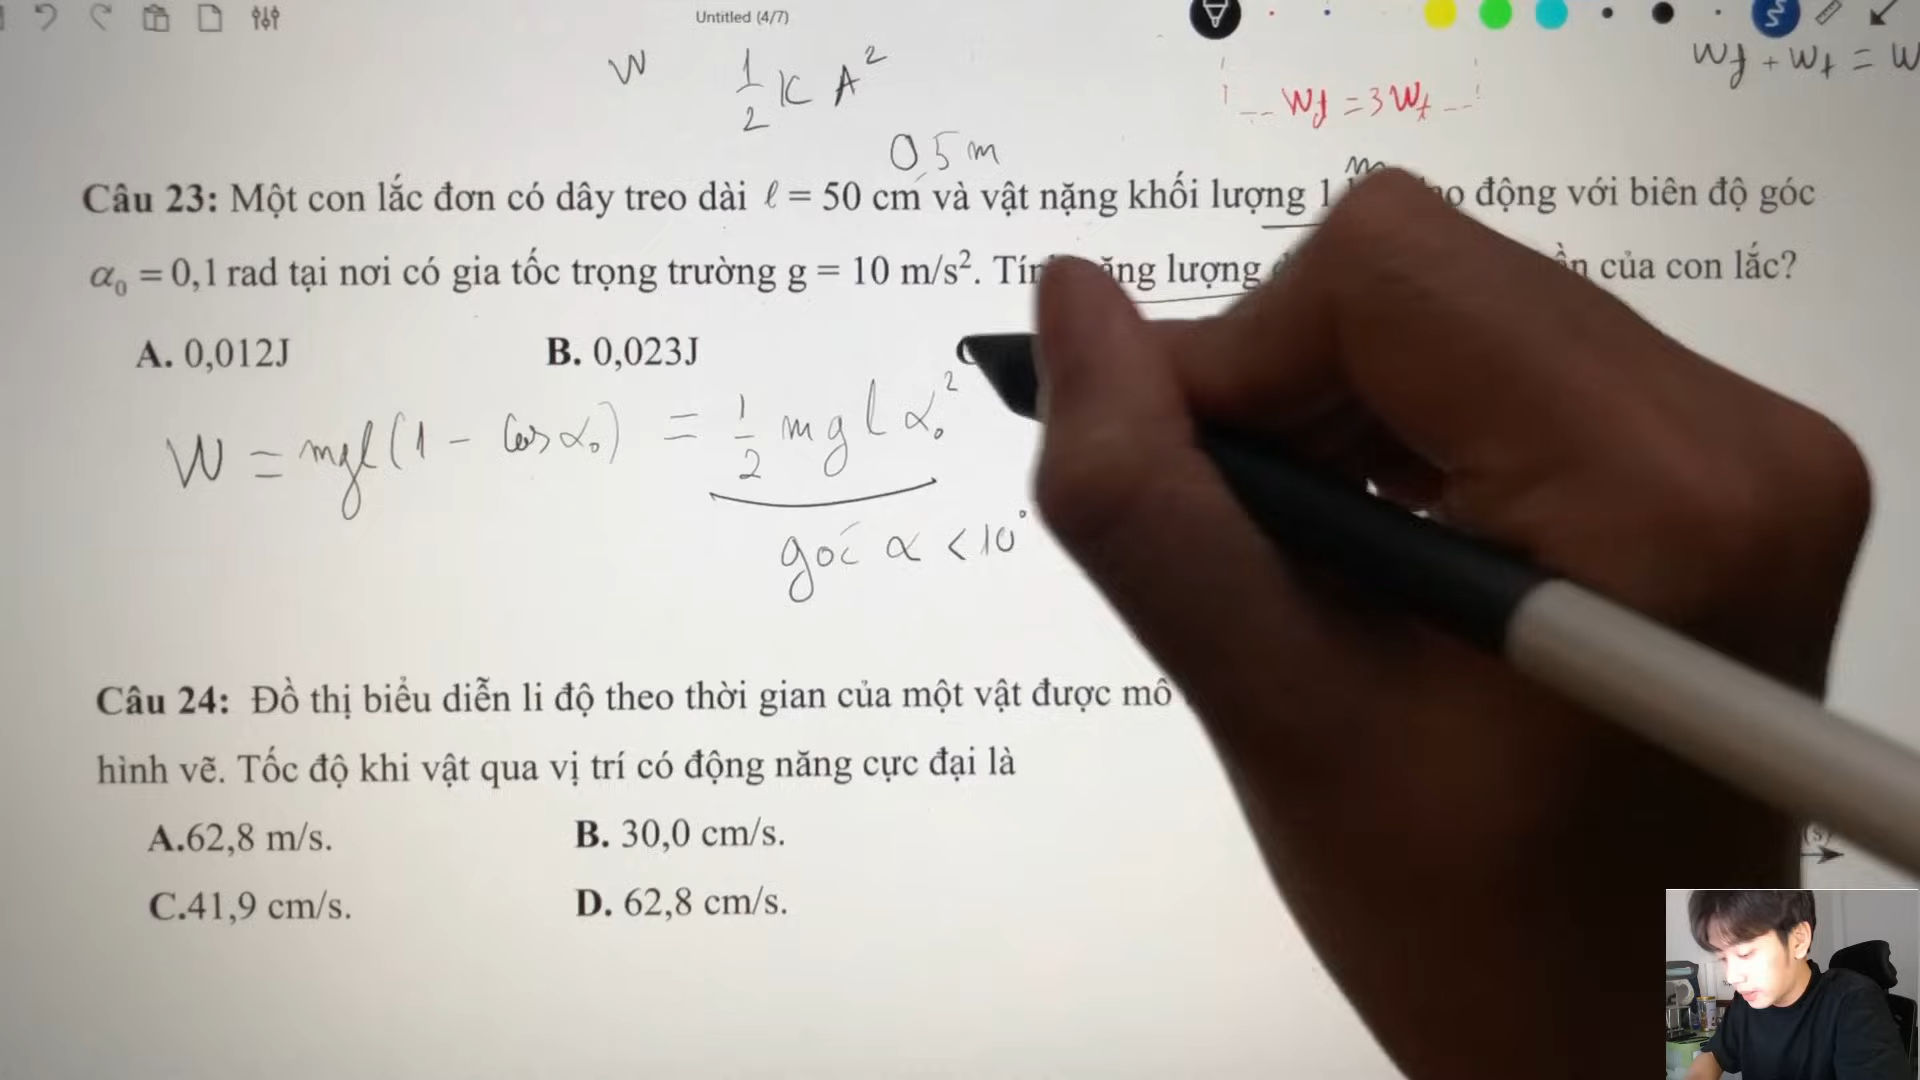 Untitled (4/7)
W 1/2 K A²
Wđ + Wt = W
-- Wđ = 3Wt --
0,5 m
m
Câu 23: Một con lắc đơn có dây treo dài ℓ = 50 cm và vật nặng khối lượng 1 động với biên độ góc
α₀ = 0,1 rad tại nơi có gia tốc trọng trường g = 10 m/s². lượng của con lắc?
A. 0,012J B. 0,023J
W = mgl(1 - cosα₀) = 1/2 mglα₀²
góc α < 10°
Câu 24: Đồ thị biểu diễn li độ theo thời gian của một vật được mô
hình vẽ. Tốc độ khi vật qua vị trí có động năng cực đại là
A.62,8 m/s. B. 30,0 cm/s.
C.41,9 cm/s. D. 62,8 cm/s.